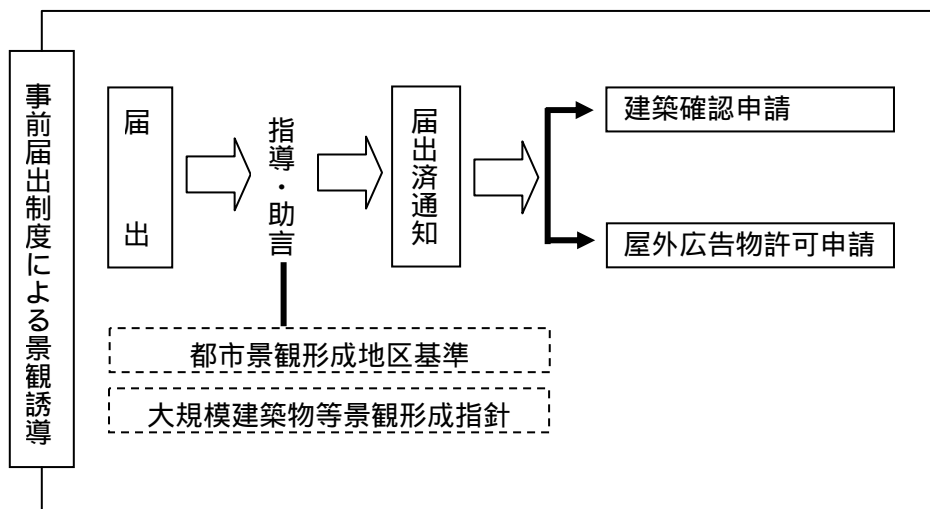 事前届出制度による景観誘導
届出
指導・助言
届出済通知
建築確認申請
屋外広告物許可申請
都市景観形成地区基準
大規模建築物等景観形成指針